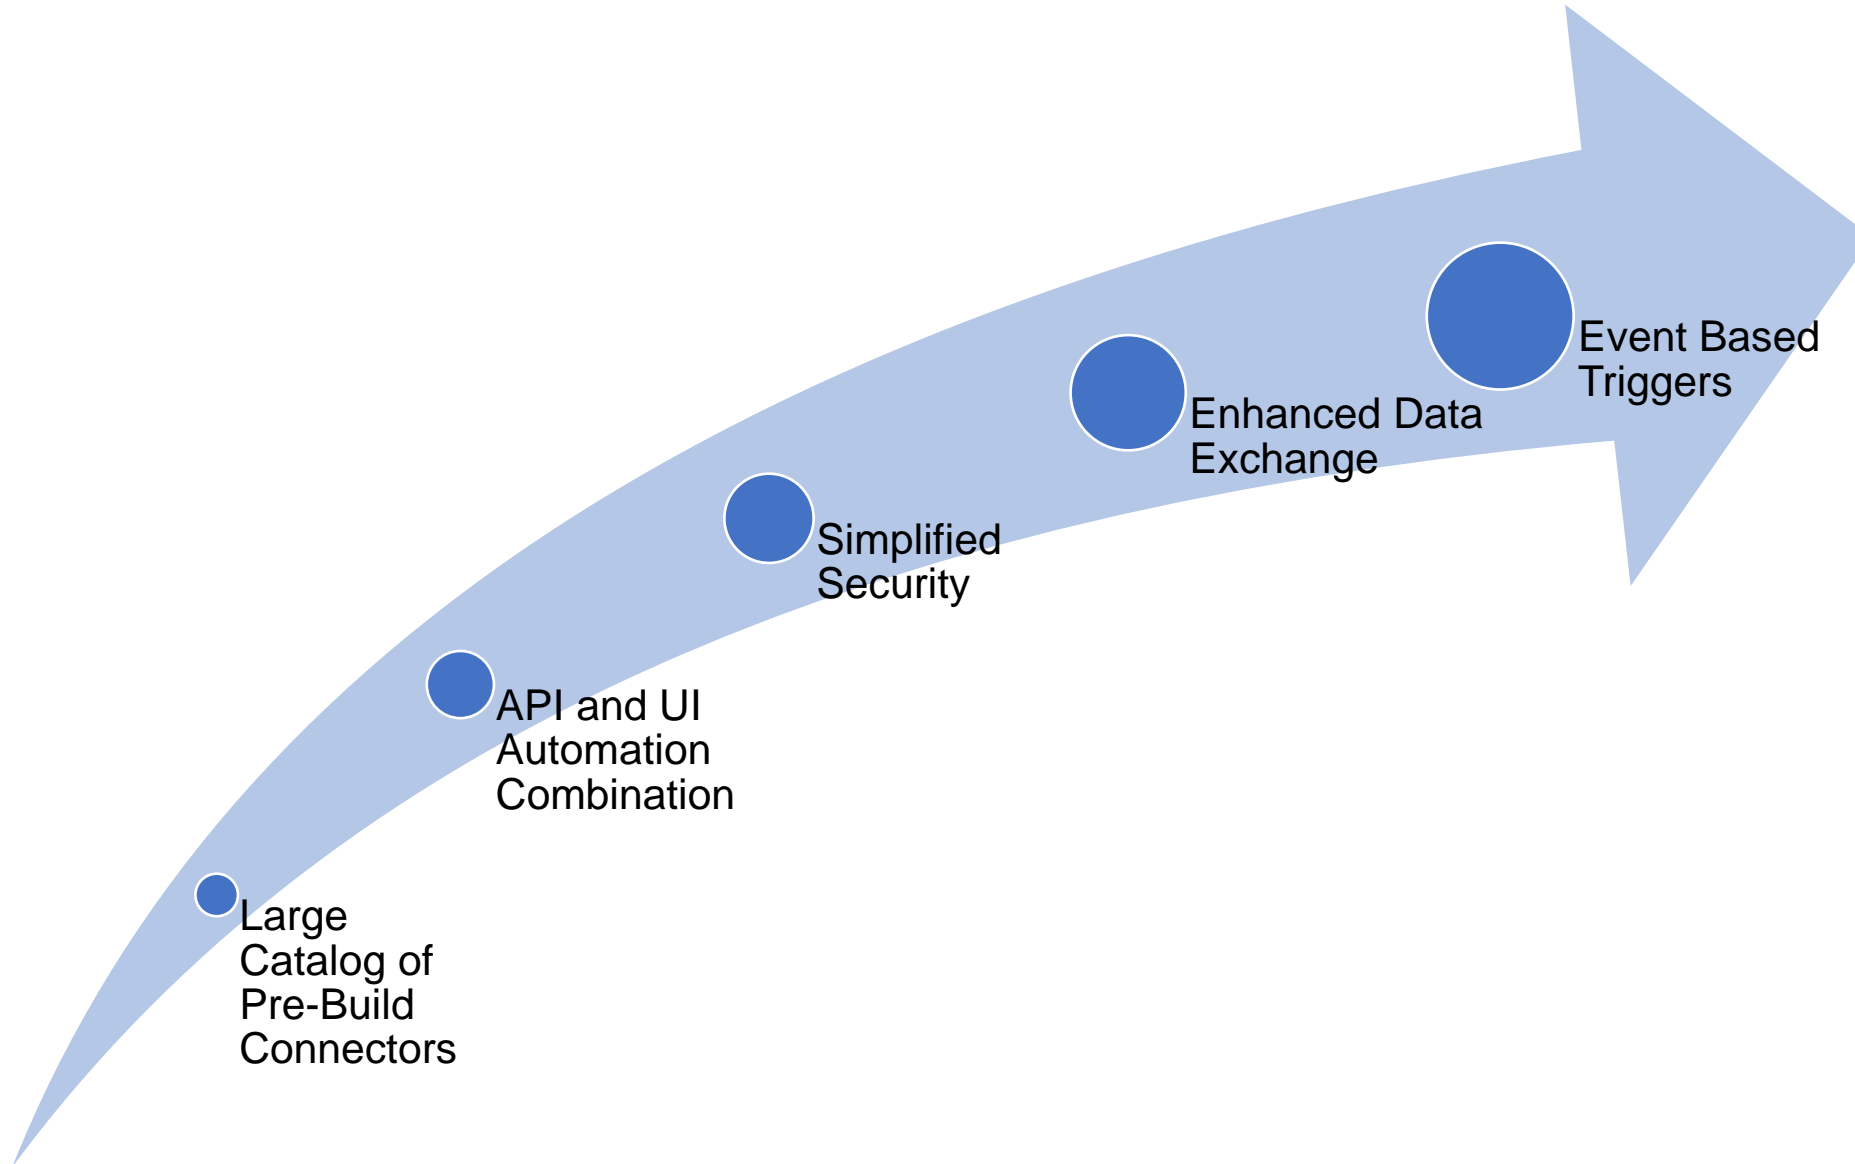 Large
Catalog of
Pre-Build
Connectors
API and UI
Automation
Combination
Simplified
Security
Enhanced Data
Exchange
Event Based
Triggers